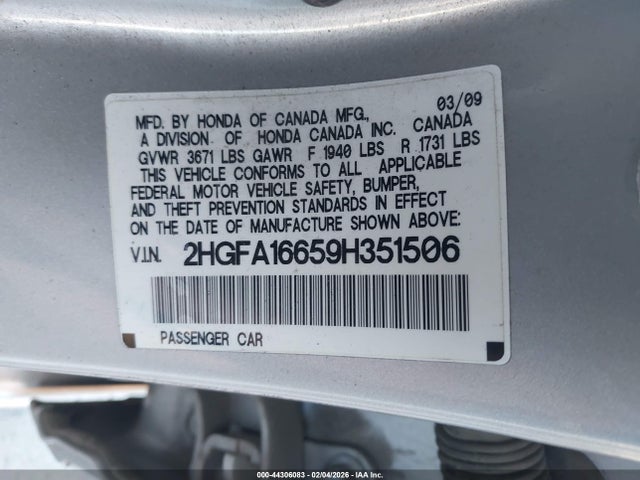 03/09
MFD. BY HONDA OF CANADA MFG.,
A DIVISION OF HONDA CANADA INC. CANADA
GVWR 3671 LBS GAWR F 1940 LBS R 1731 LBS
THIS VEHICLE CONFORMS TO ALL APPLICABLE
FEDERAL MOTOR VEHICLE SAFETY, BUMPER,
AND THEFT PREVENTION STANDARDS IN EFFECT
ON THE DATE OF MANUFACTURE SHOWN ABOVE:
V.I.N. 2HGFA16659H351506
PASSENGER CAR
000-44306083 - 02/04/2026 - IAA Inc.